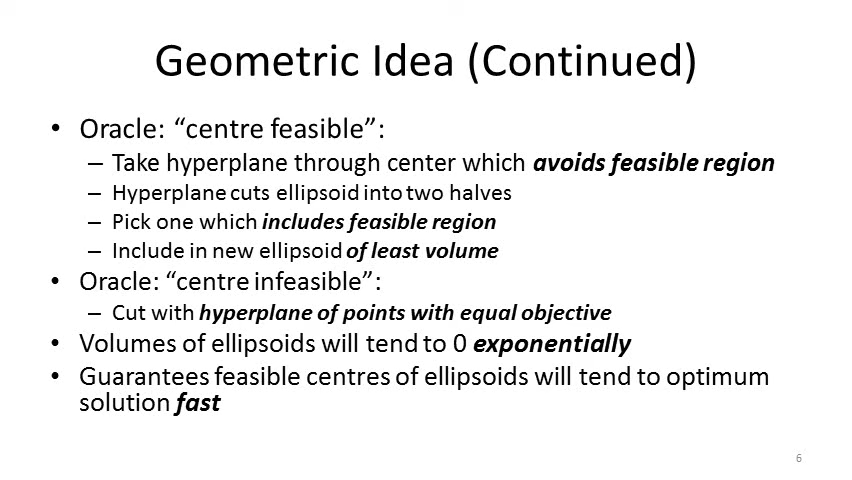 Geometric Idea (Continued)
• Oracle: “centre feasible”:
– Take hyperplane through center which avoids feasible region
– Hyperplane cuts ellipsoid into two halves
– Pick one which includes feasible region
– Include in new ellipsoid of least volume
• Oracle: “centre infeasible”:
– Cut with hyperplane of points with equal objective
• Volumes of ellipsoids will tend to 0 exponentially
• Guarantees feasible centres of ellipsoids will tend to optimum
solution fast
6